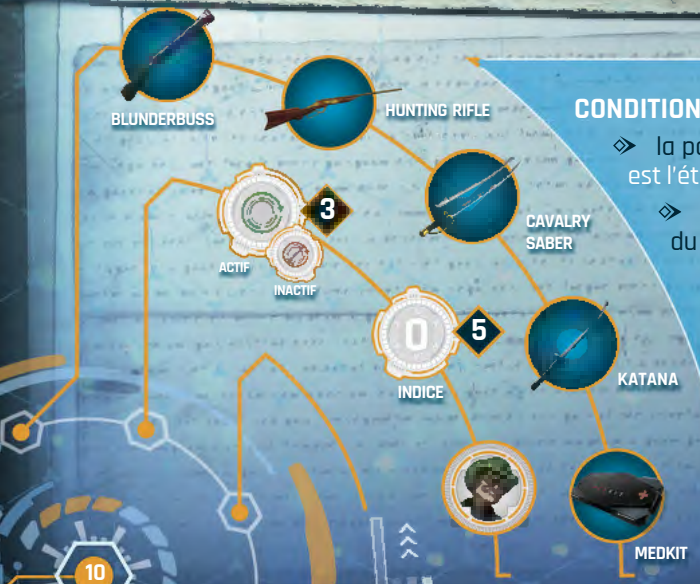 BLUNDERBUSS
HUNTING RIFLE
CAVALRY
SABER
KATANA
MEDKIT
3
ACTIF
INACTIF
0
5
INDICE
10
CONDITION
la po
est l'ét
du